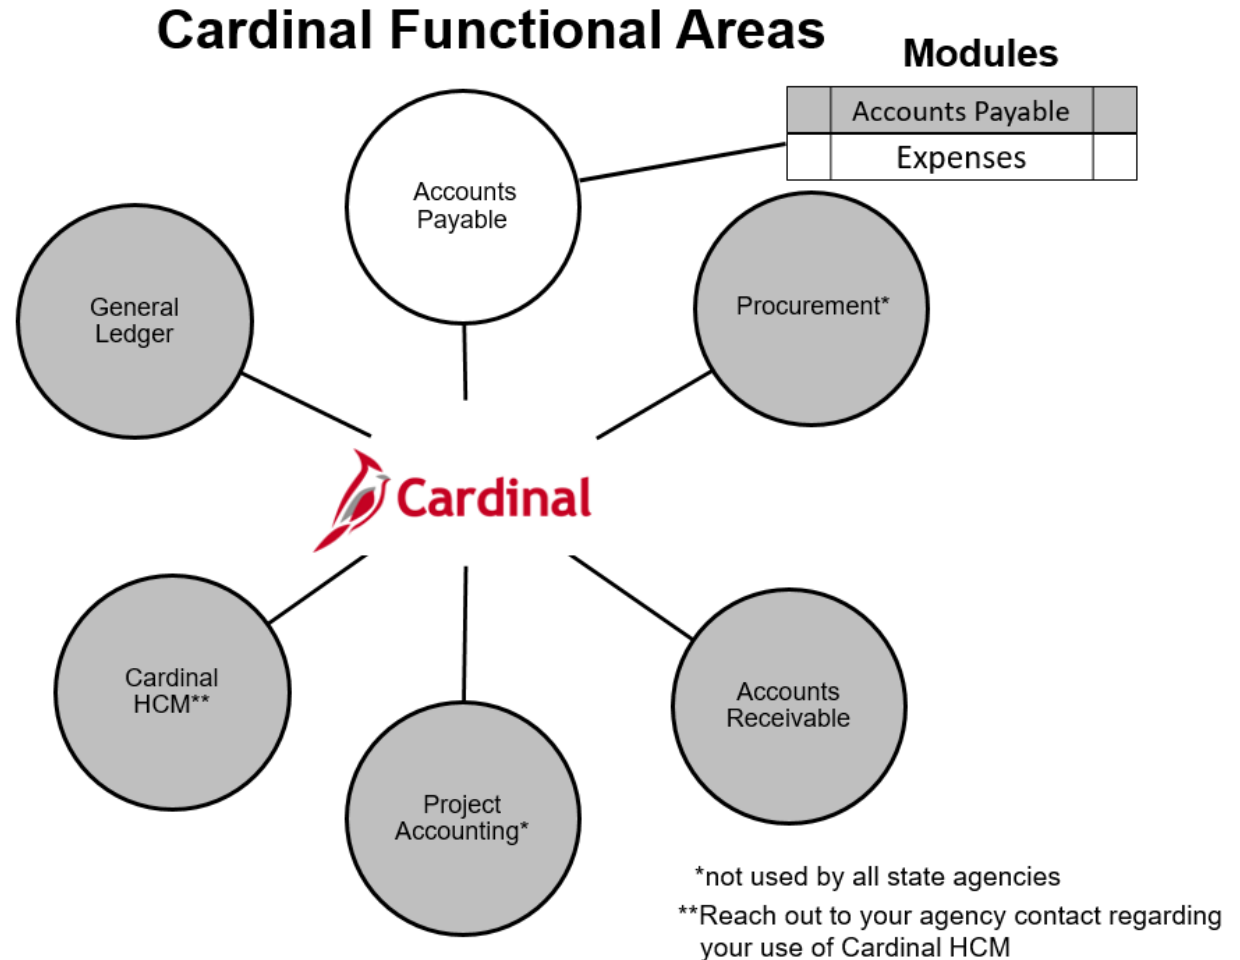 Cardinal Functional Areas
Modules
Accounts Payable
Expenses
Accounts
Payable
General
Ledger
Procurement*
Cardinal
Cardinal
HCM**
Accounts
Receivable
Project
Accounting*
*not used by all state agencies
**Reach out to your agency contact regarding
your use of Cardinal HCM